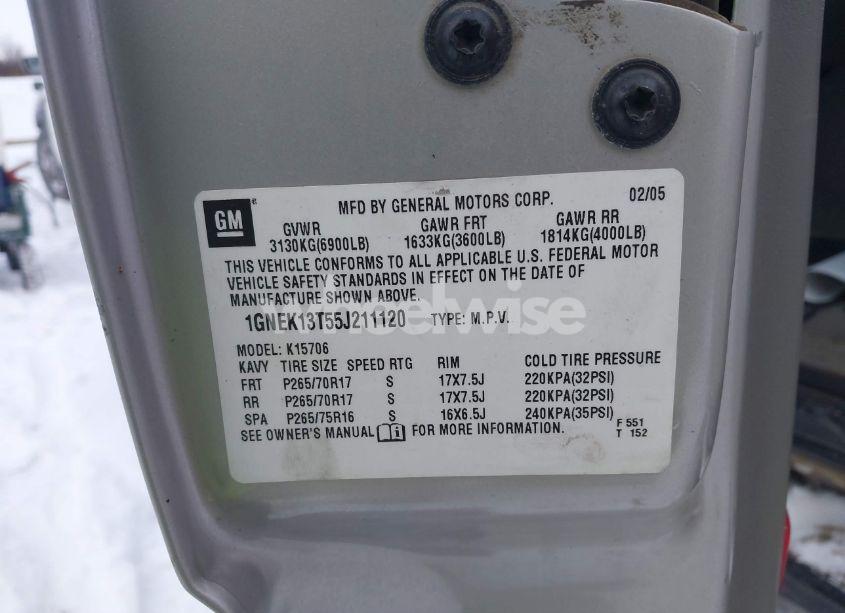 GM
MFD BY GENERAL MOTORS CORP. 02/05
GVWR GAWR FRT GAWR RR
3130KG(6900LB) 1633KG(3600LB) 1814KG(4000LB)
THIS VEHICLE CONFORMS TO ALL APPLICABLE U.S. FEDERAL MOTOR
VEHICLE SAFETY STANDARDS IN EFFECT ON THE DATE OF
MANUFACTURE SHOWN ABOVE.
1GNEK13T55J211120 TYPE: M.P.V.
MODEL: K15706
KAVY TIRE SIZE SPEED RTG RIM COLD TIRE PRESSURE
FRT P265/70R17 S 17X7.5J 220KPA(32PSI)
RR P265/70R17 S 17X7.5J 220KPA(32PSI)
SPA P265/75R16 S 16X6.5J 240KPA(35PSI)
SEE OWNER'S MANUAL FOR MORE INFORMATION.
F 551
T 152